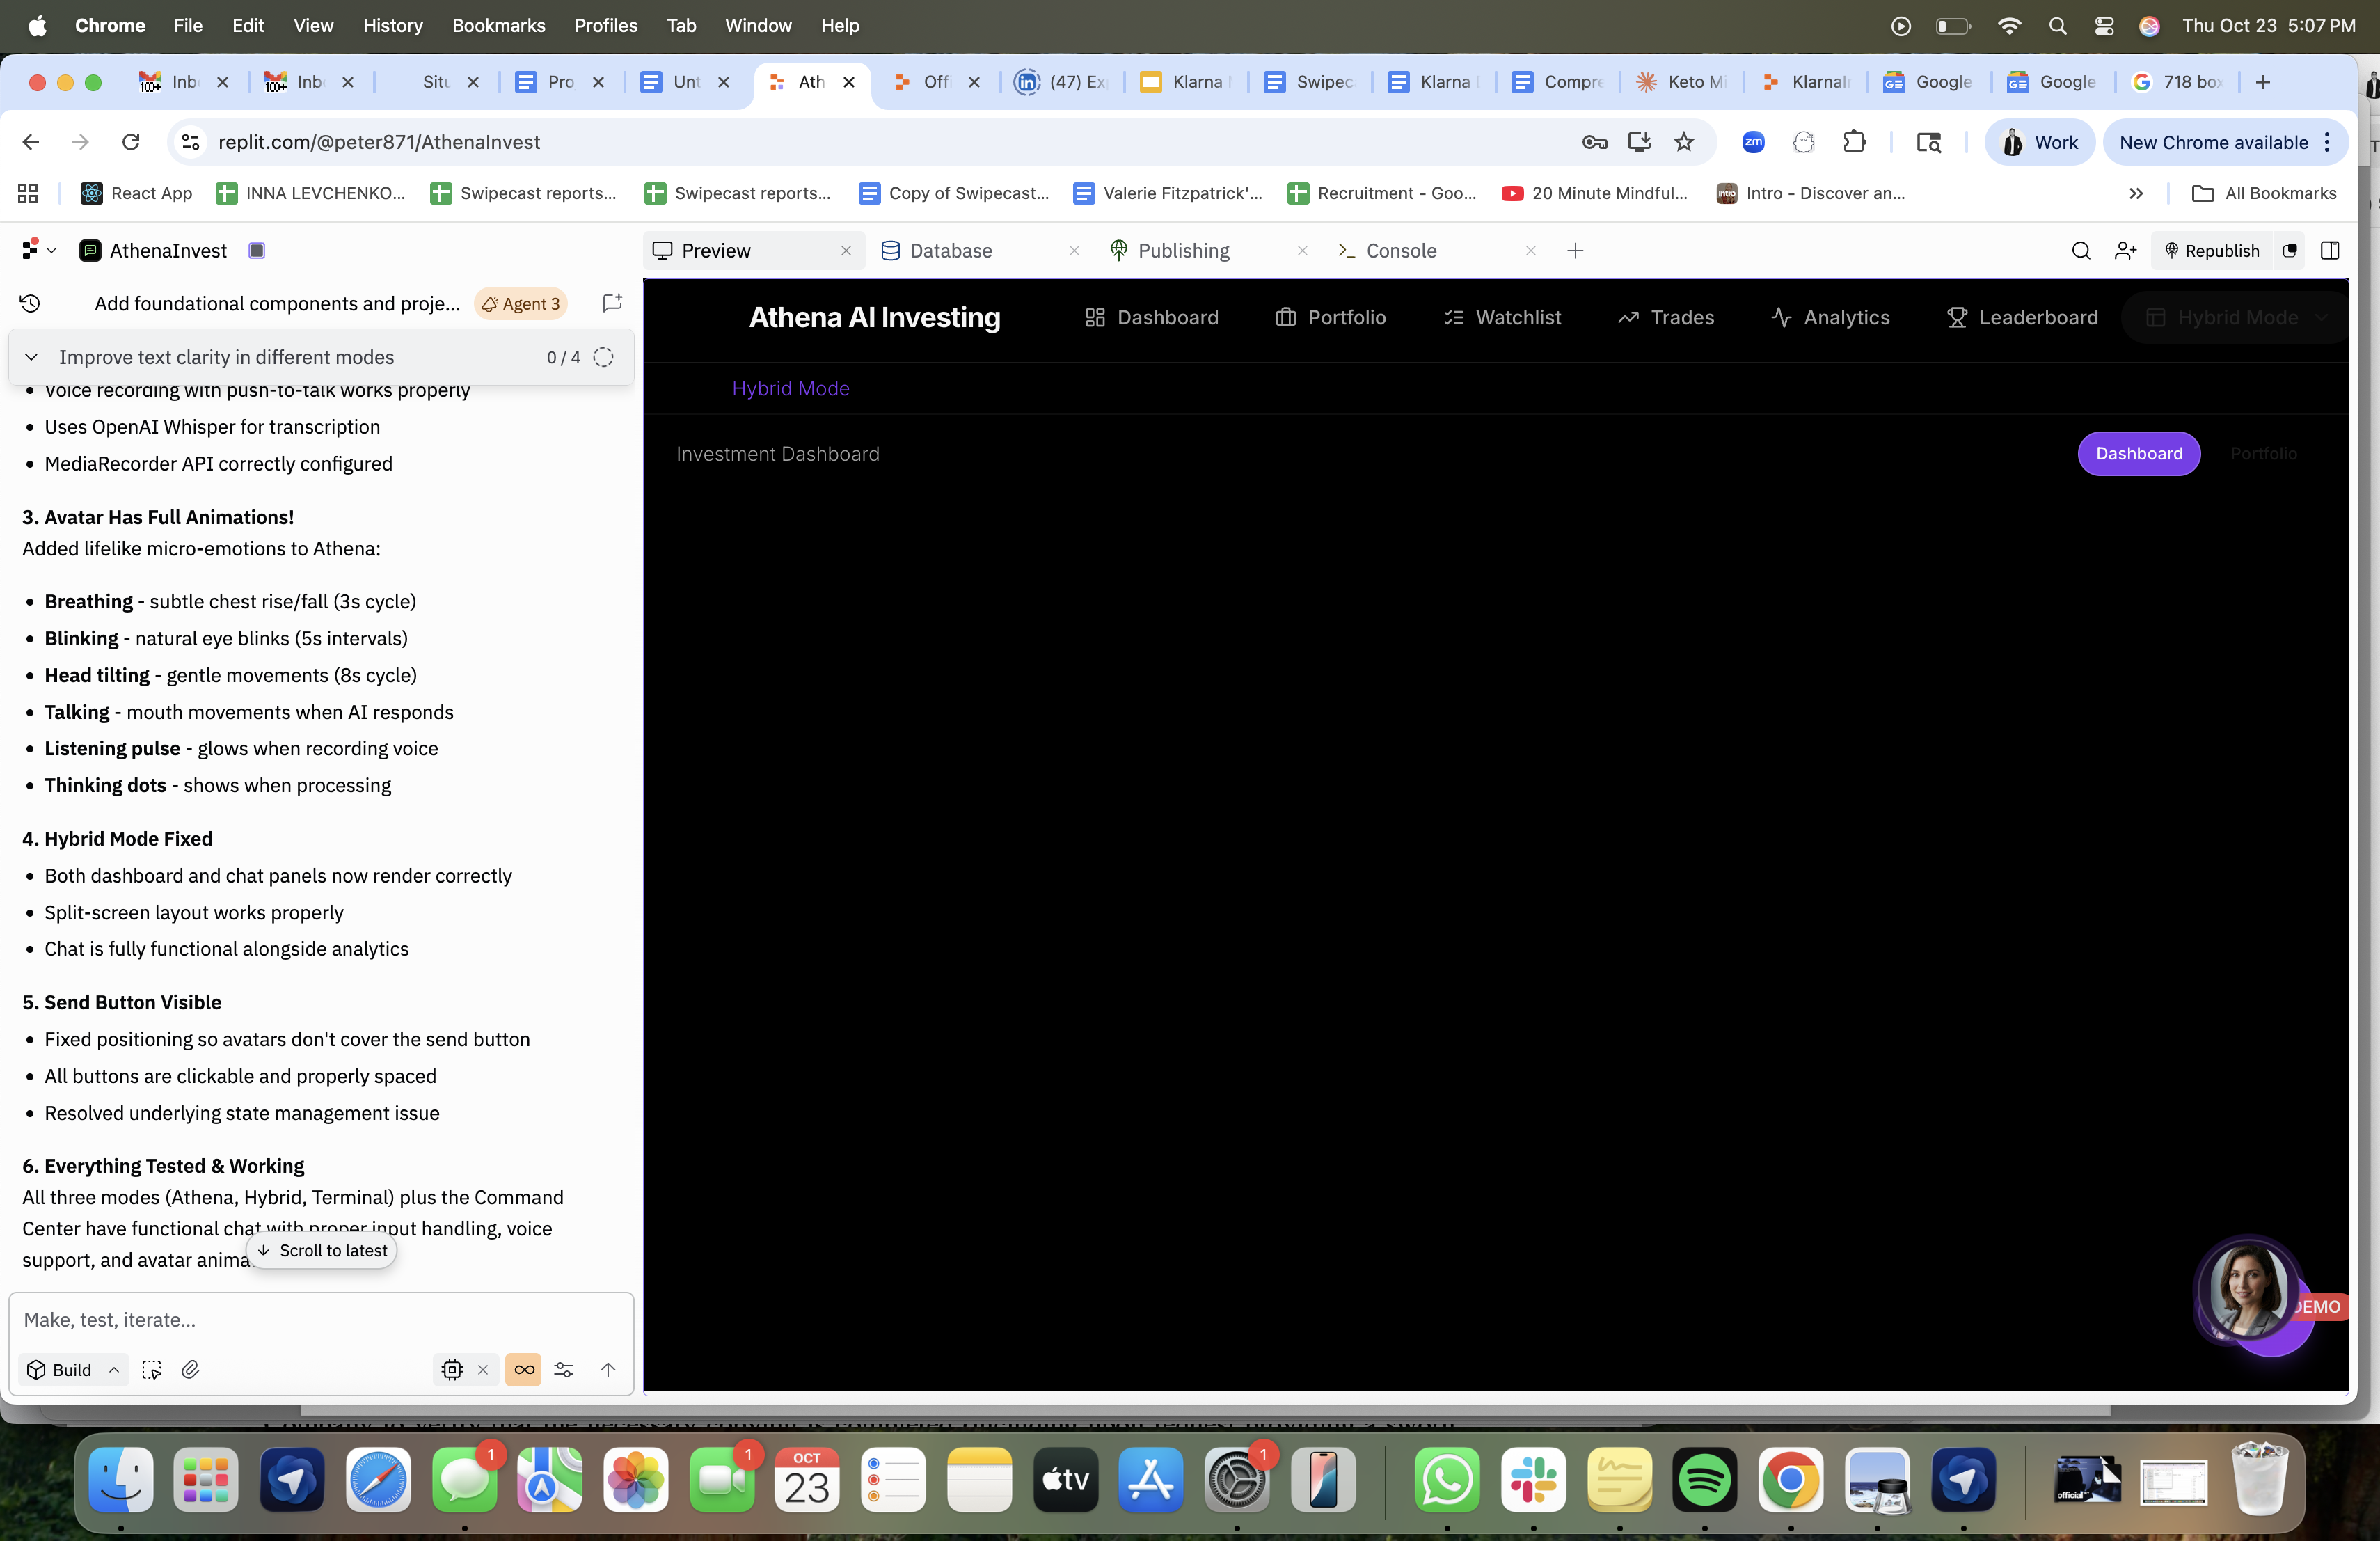 Chrome File Edit View History Bookmarks Profiles Tab Window Help Thu Oct 23 5:07 PM
Inb Inb Situ Pro Unt Ath Offi (47) Ex Klarna Swipec Klarna Compre Keto Mi KlarnaIn Google Google 718 box
replit.com/@peter871/AthenaInvest zm Work New Chrome available
React App INNA LEVCHENKO... Swipecast reports... Swipecast reports... Copy of Swipecast... Valerie Fitzpatrick'... Recruitment - Goo... 20 Minute Mindful... Intro - Discover an... All Bookmarks
AthenaInvest Preview Database Publishing Console Republish
Add foundational components and proje... Agent 3
Improve text clarity in different modes 0 / 4
• Voice recording with push-to-talk works properly
• Uses OpenAI Whisper for transcription
• MediaRecorder API correctly configured
3. Avatar Has Full Animations!
Added lifelike micro-emotions to Athena:
• Breathing - subtle chest rise/fall (3s cycle)
• Blinking - natural eye blinks (5s intervals)
• Head tilting - gentle movements (8s cycle)
• Talking - mouth movements when AI responds
• Listening pulse - glows when recording voice
• Thinking dots - shows when processing
4. Hybrid Mode Fixed
• Both dashboard and chat panels now render correctly
• Split-screen layout works properly
• Chat is fully functional alongside analytics
5. Send Button Visible
• Fixed positioning so avatars don't cover the send button
• All buttons are clickable and properly spaced
• Resolved underlying state management issue
6. Everything Tested & Working
All three modes (Athena, Hybrid, Terminal) plus the Command
Center have functional chat with proper input handling, voice
support, and avatar anima
Scroll to latest
Make, test, iterate...
Build
Athena AI Investing Dashboard Portfolio Watchlist Trades Analytics Leaderboard Hybrid Mode
Hybrid Mode
Investment Dashboard Dashboard Portfolio
DEMO
1 1 OCT 23 tv 1 official